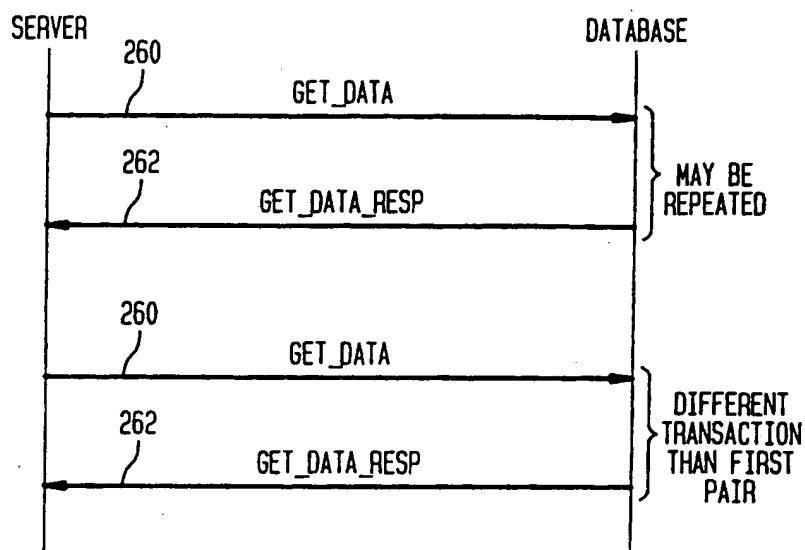 SERVER
DATABASE
260
GET_DATA
262
GET_DATA_RESP
MAY BE
REPEATED
260
GET_DATA
262
GET_DATA_RESP
DIFFERENT
TRANSACTION
THAN FIRST
PAIR